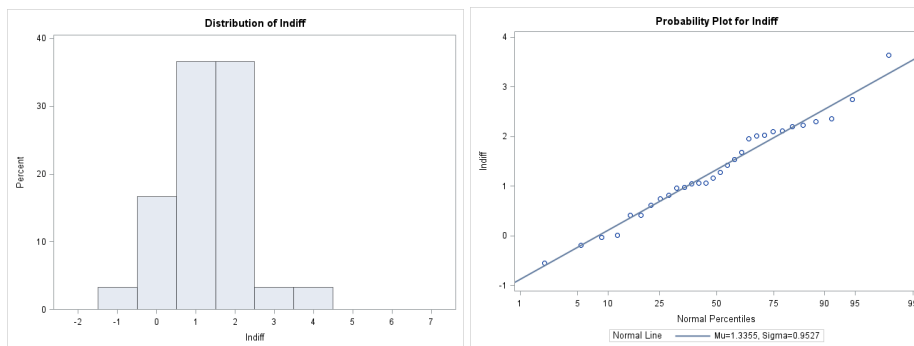 Distribution of Indiff
40
30
20
10
0
Percent
-2 -1 0 1 2 3 4 5 6 7
Indiff
Probability Plot for Indiff
4
3
2
1
0
-1
Indiff
1 5 10 25 50 75 90 95 99
Normal Percentiles
Normal Line Mu=1.3355, Sigma=0.9527